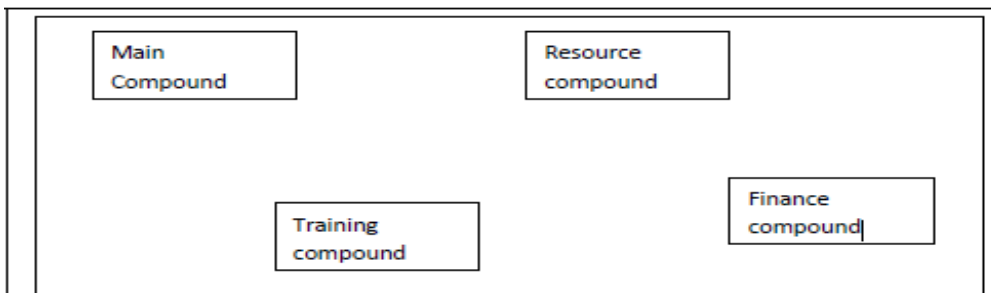 Main
Compound
Resource
compound
Training
compound
Finance
compound